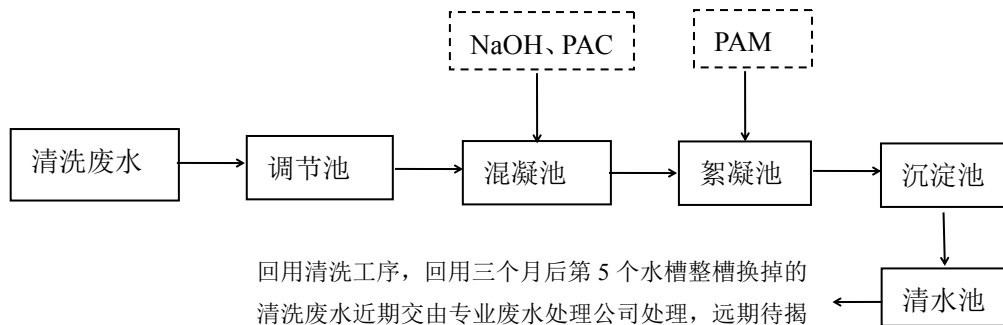 NaOH、PAC
PAM
清洗废水
调节池
混凝池
絮凝池
沉淀池
清水池
回用清洗工序，回用三个月后第 5 个水槽整槽换掉的
清洗废水近期交由专业废水处理公司处理，远期待揭